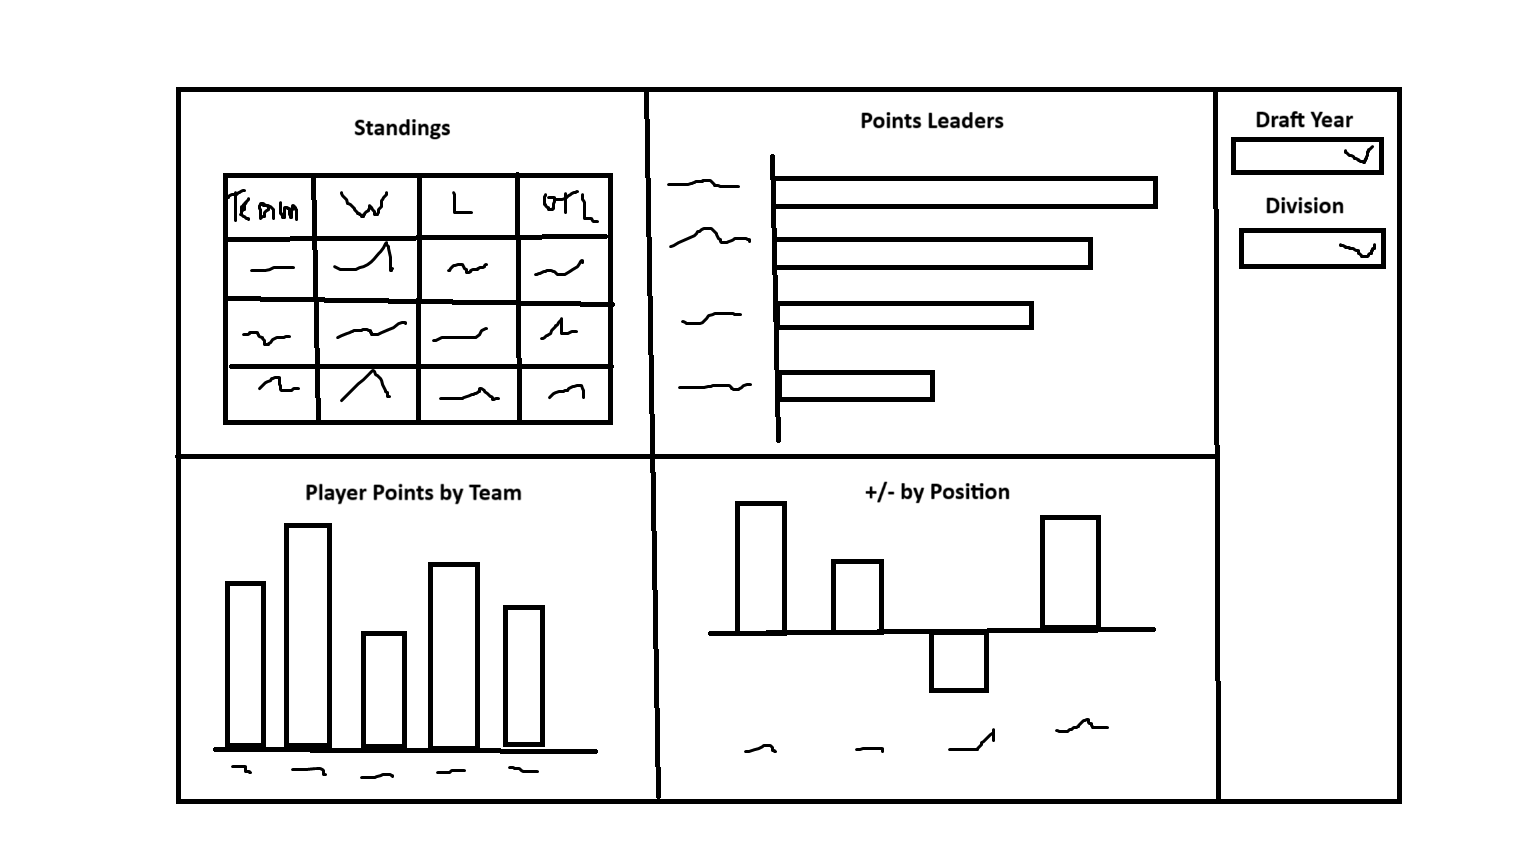 Standings
Team W L OTL
Points Leaders
Draft Year
Division
Player Points by Team
+/- by Position